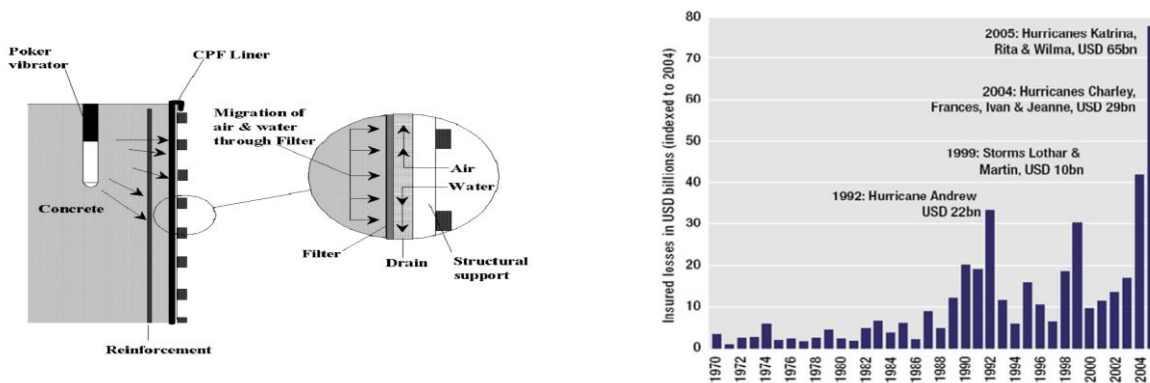 Poker
vibrator
CPF Liner
Migration of
air & water
through Filter
Air
Water
Concrete
Filter
Drain
Structural
support
Reinforcement
Insured losses in USD billions (indexed to 2004)
80
70
60
50
40
30
20
10
0
2005: Hurricanes Katrina,
Rita & Wilma, USD 65bn
2004: Hurricanes Charley,
Frances, Ivan & Jeanne, USD 29bn
1999: Storms Lothar &
Martin, USD 10bn
1992: Hurricane Andrew
USD 22bn
1970
1972
1974
1976
1978
1980
1982
1984
1986
1988
1990
1992
1994
1996
1998
2000
2002
2004